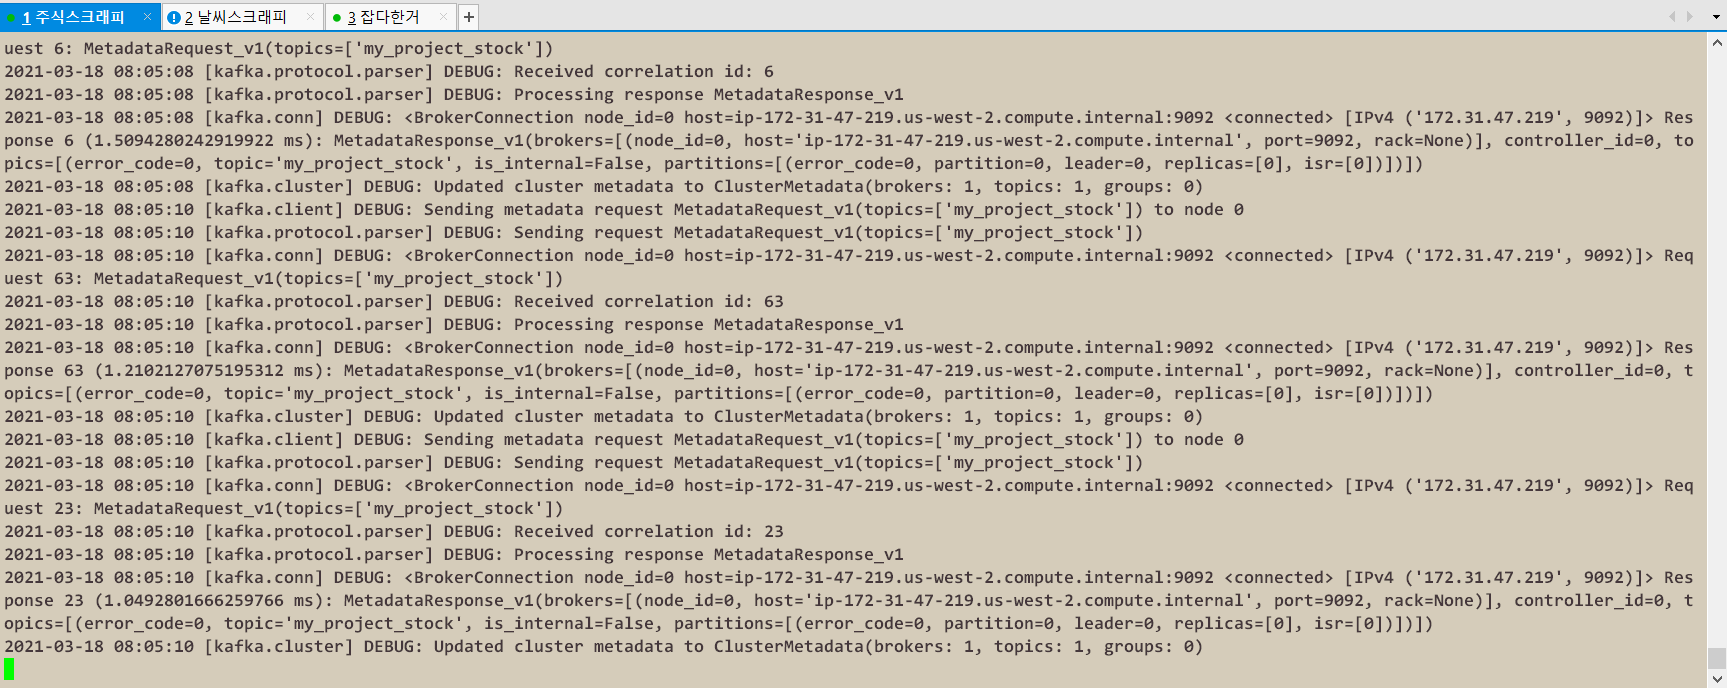 1 주식스크래피 × 2 날씨스크래피 × 3 잡다한거 × +
uest 6: MetadataRequest_v1(topics=['my_project_stock'])
2021-03-18 08:05:08 [kafka.protocol.parser] DEBUG: Received correlation id: 6
2021-03-18 08:05:08 [kafka.protocol.parser] DEBUG: Processing response MetadataResponse_v1
2021-03-18 08:05:08 [kafka.conn] DEBUG: <BrokerConnection node_id=0 host=ip-172-31-47-219.us-west-2.compute.internal:9092 <connected> [IPv4 ('172.31.47.219', 9092)]> Res
ponse 6 (1.5094280242919922 ms): MetadataResponse_v1(brokers=[(node_id=0, host='ip-172-31-47-219.us-west-2.compute.internal', port=9092, rack=None)], controller_id=0, to
pics=[(error_code=0, topic='my_project_stock', is_internal=False, partitions=[(error_code=0, partition=0, leader=0, replicas=[0], isr=[0])])])
2021-03-18 08:05:08 [kafka.cluster] DEBUG: Updated cluster metadata to ClusterMetadata(brokers: 1, topics: 1, groups: 0)
2021-03-18 08:05:10 [kafka.client] DEBUG: Sending metadata request MetadataRequest_v1(topics=['my_project_stock']) to node 0
2021-03-18 08:05:10 [kafka.protocol.parser] DEBUG: Sending request MetadataRequest_v1(topics=['my_project_stock'])
2021-03-18 08:05:10 [kafka.conn] DEBUG: <BrokerConnection node_id=0 host=ip-172-31-47-219.us-west-2.compute.internal:9092 <connected> [IPv4 ('172.31.47.219', 9092)]> Req
uest 63: MetadataRequest_v1(topics=['my_project_stock'])
2021-03-18 08:05:10 [kafka.protocol.parser] DEBUG: Received correlation id: 63
2021-03-18 08:05:10 [kafka.protocol.parser] DEBUG: Processing response MetadataResponse_v1
2021-03-18 08:05:10 [kafka.conn] DEBUG: <BrokerConnection node_id=0 host=ip-172-31-47-219.us-west-2.compute.internal:9092 <connected> [IPv4 ('172.31.47.219', 9092)]> Res
ponse 63 (1.2102127075195312 ms): MetadataResponse_v1(brokers=[(node_id=0, host='ip-172-31-47-219.us-west-2.compute.internal', port=9092, rack=None)], controller_id=0, t
opics=[(error_code=0, topic='my_project_stock', is_internal=False, partitions=[(error_code=0, partition=0, leader=0, replicas=[0], isr=[0])])])
2021-03-18 08:05:10 [kafka.cluster] DEBUG: Updated cluster metadata to ClusterMetadata(brokers: 1, topics: 1, groups: 0)
2021-03-18 08:05:10 [kafka.client] DEBUG: Sending metadata request MetadataRequest_v1(topics=['my_project_stock']) to node 0
2021-03-18 08:05:10 [kafka.protocol.parser] DEBUG: Sending request MetadataRequest_v1(topics=['my_project_stock'])
2021-03-18 08:05:10 [kafka.conn] DEBUG: <BrokerConnection node_id=0 host=ip-172-31-47-219.us-west-2.compute.internal:9092 <connected> [IPv4 ('172.31.47.219', 9092)]> Req
uest 23: MetadataRequest_v1(topics=['my_project_stock'])
2021-03-18 08:05:10 [kafka.protocol.parser] DEBUG: Received correlation id: 23
2021-03-18 08:05:10 [kafka.protocol.parser] DEBUG: Processing response MetadataResponse_v1
2021-03-18 08:05:10 [kafka.conn] DEBUG: <BrokerConnection node_id=0 host=ip-172-31-47-219.us-west-2.compute.internal:9092 <connected> [IPv4 ('172.31.47.219', 9092)]> Res
ponse 23 (1.0492801666259766 ms): MetadataResponse_v1(brokers=[(node_id=0, host='ip-172-31-47-219.us-west-2.compute.internal', port=9092, rack=None)], controller_id=0, t
opics=[(error_code=0, topic='my_project_stock', is_internal=False, partitions=[(error_code=0, partition=0, leader=0, replicas=[0], isr=[0])])])
2021-03-18 08:05:10 [kafka.cluster] DEBUG: Updated cluster metadata to ClusterMetadata(brokers: 1, topics: 1, groups: 0)